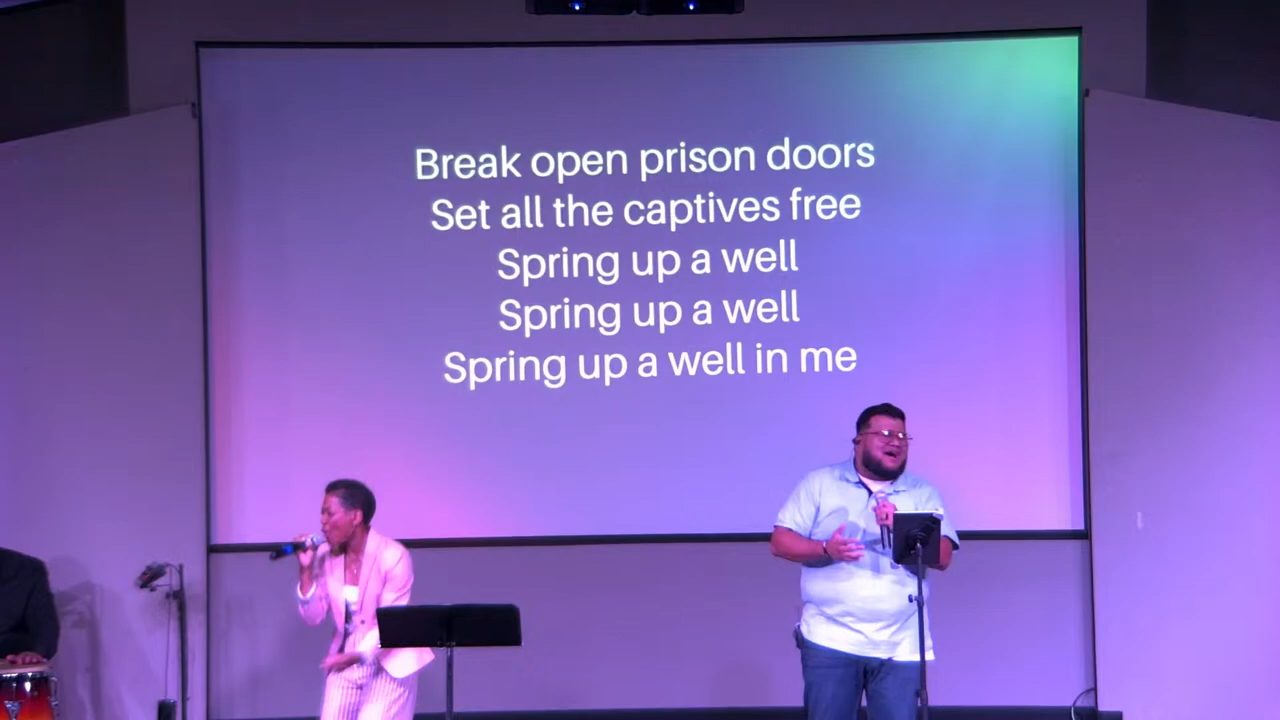 Break open prison doors
Set all the captives free
Spring up a well
Spring up a well
Spring up a well in me